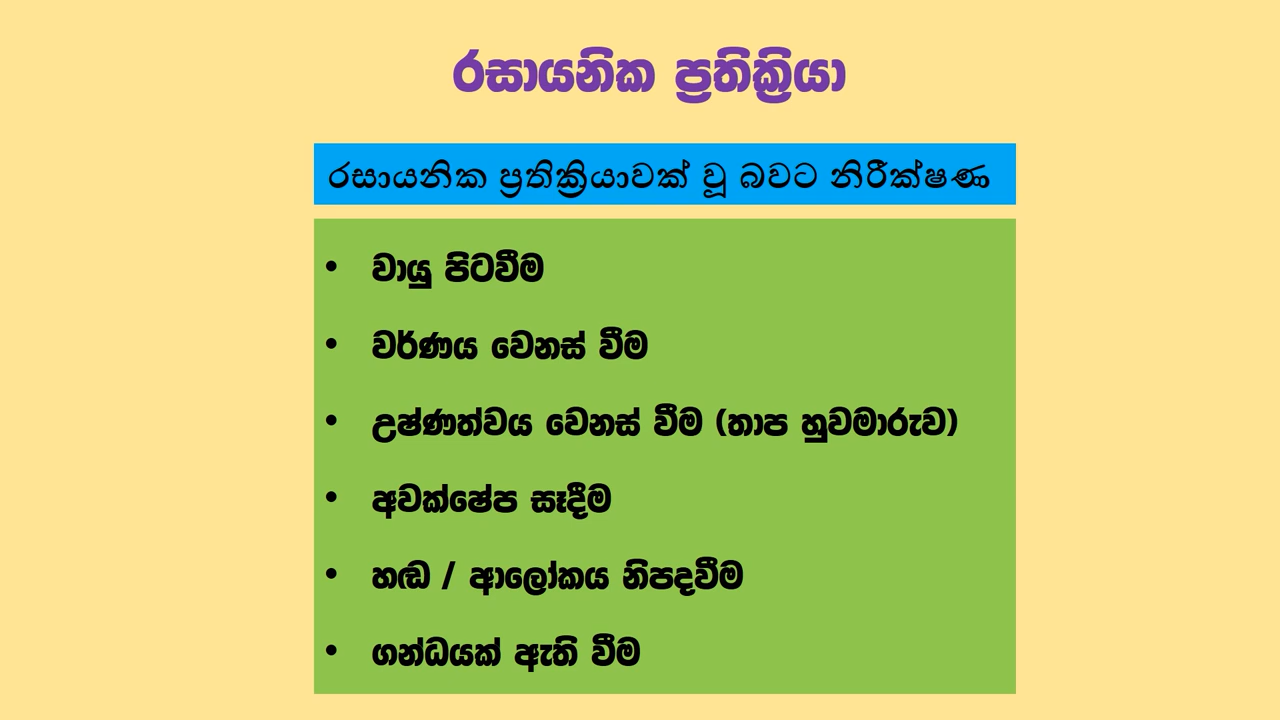 රසායනික ප්‍රතික්‍රියා
රසායනික ප්‍රතික්‍රියාවක් වූ බවට නිරීක්ෂණ
• වායු පිටවීම
• වර්ණය වෙනස් වීම
• උෂ්ණත්වය වෙනස් වීම (තාප හුවමාරුව)
• අවක්ෂේප සෑදීම
• හඬ / ආලෝකය නිපදවීම
• ගන්ධයක් ඇති වීම